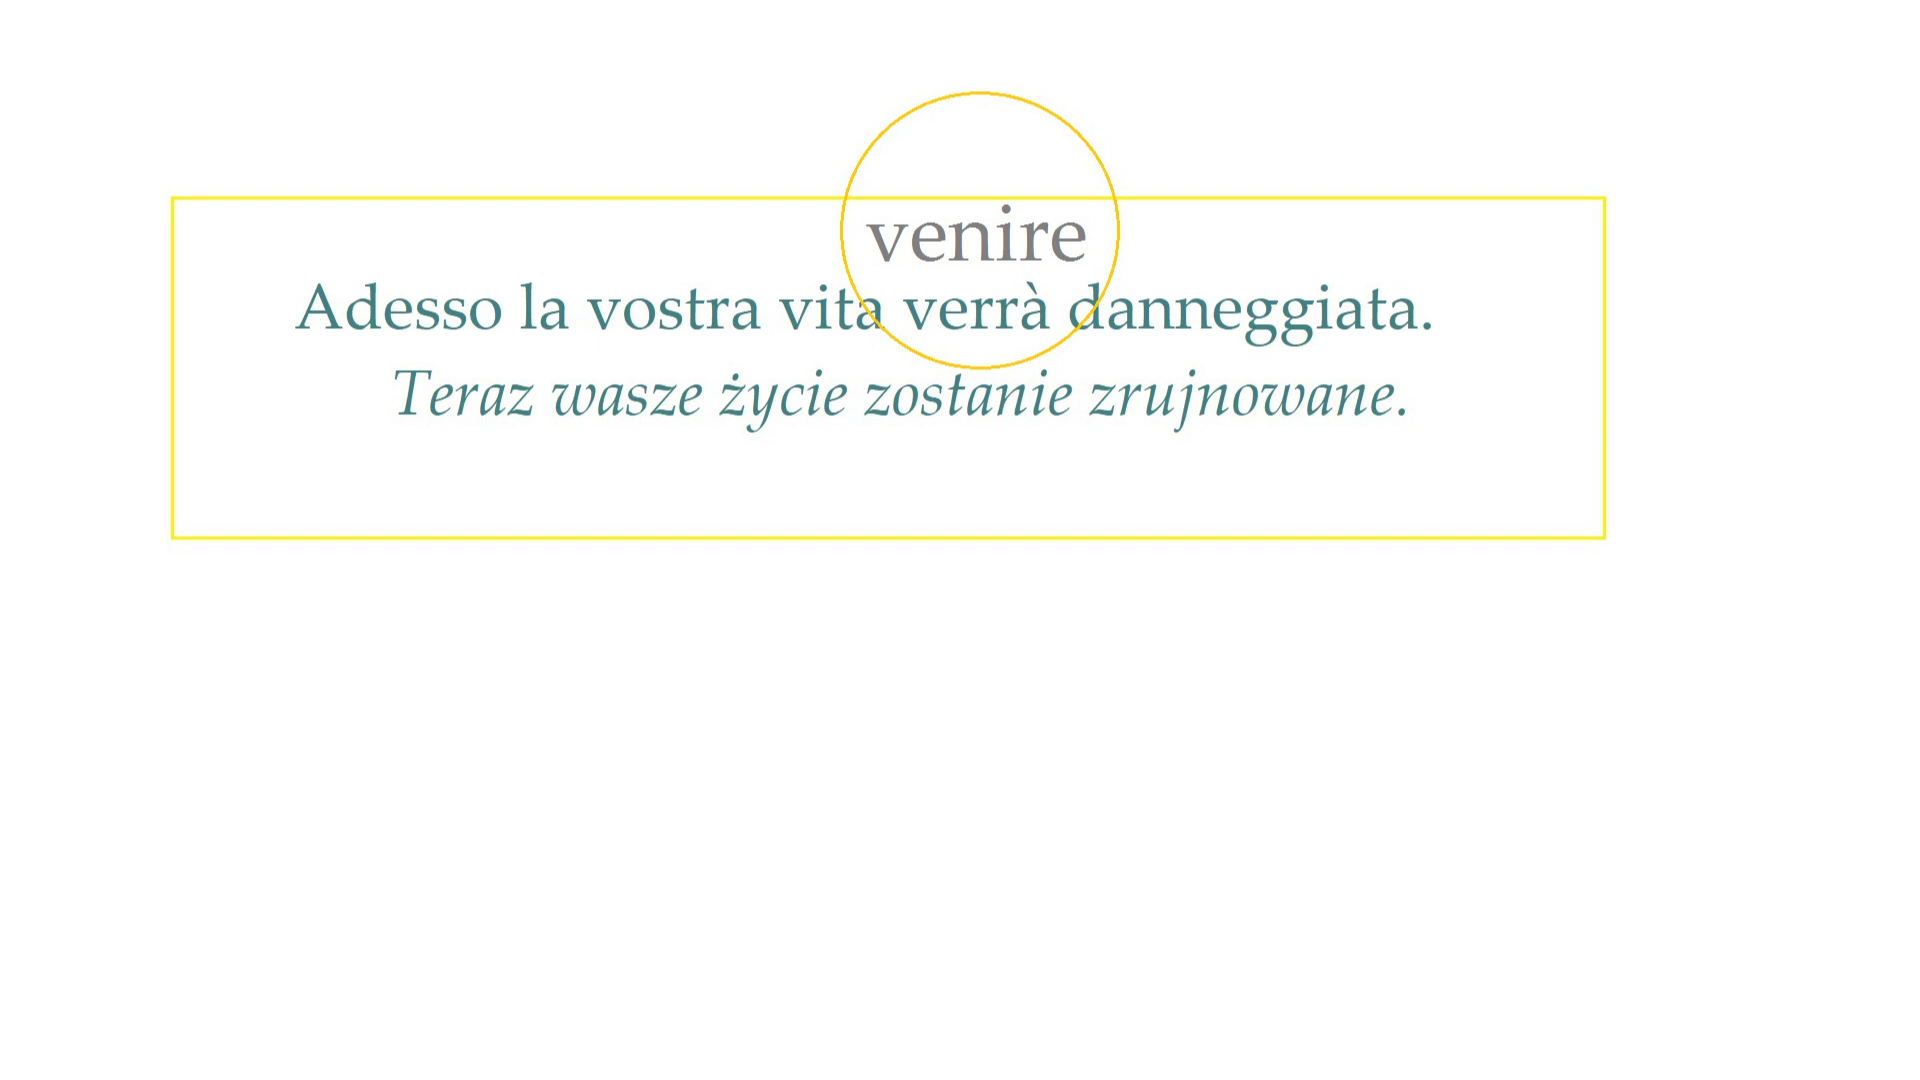 venire
Adesso la vostra vita verrà danneggiata.
Teraz wasze życie zostanie zrujnowane.